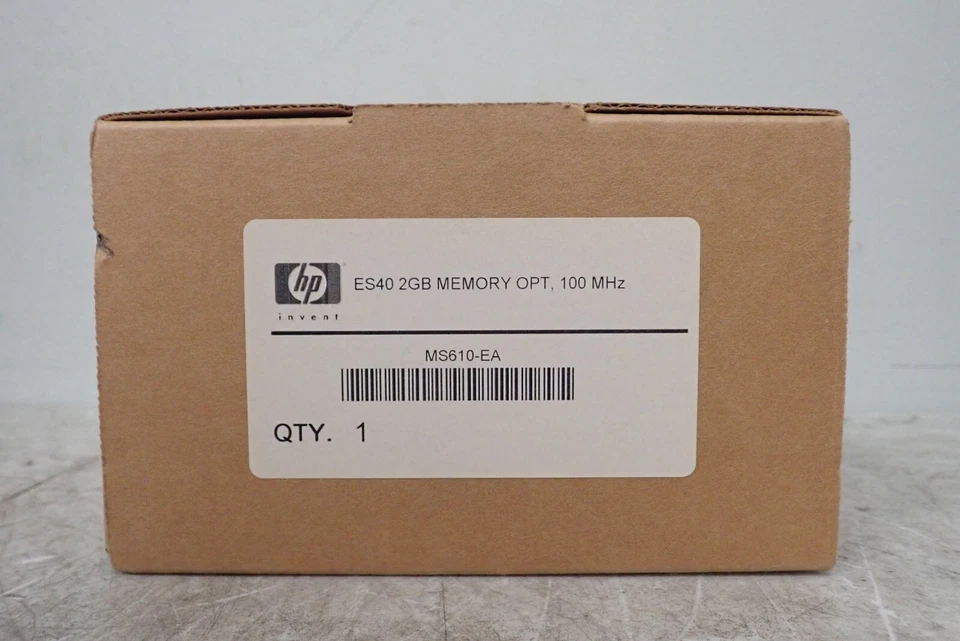 hp
ES40 2GB MEMORY OPT, 100 MHz
invent
MS610-EA
QTY. 1